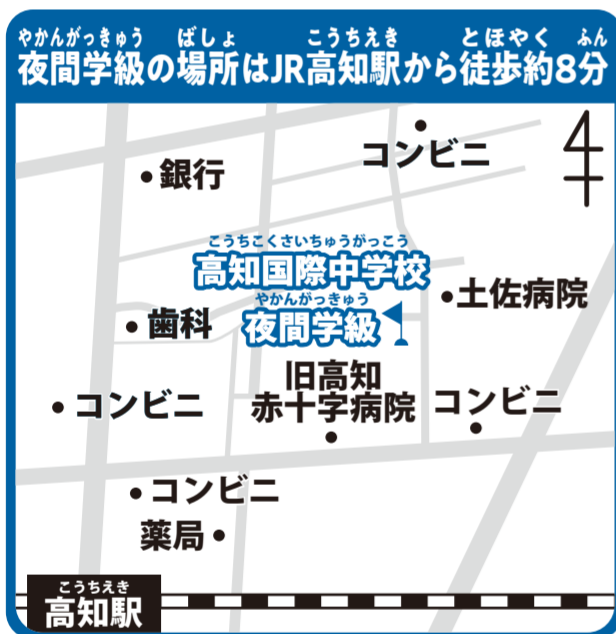 やかんがっきゅう ばしょ こうちえき とほやく ふん
夜間学級の場所はJR高知駅から徒歩約8分
コンビニ
銀行
こうちこくさいちゅうがっこう
高知国際中学校
やかんがっきゅう
夜間学級
土佐病院
歯科
旧高知
赤十字病院
コンビニ
コンビニ
コンビニ
薬局
こうちえき
高知駅